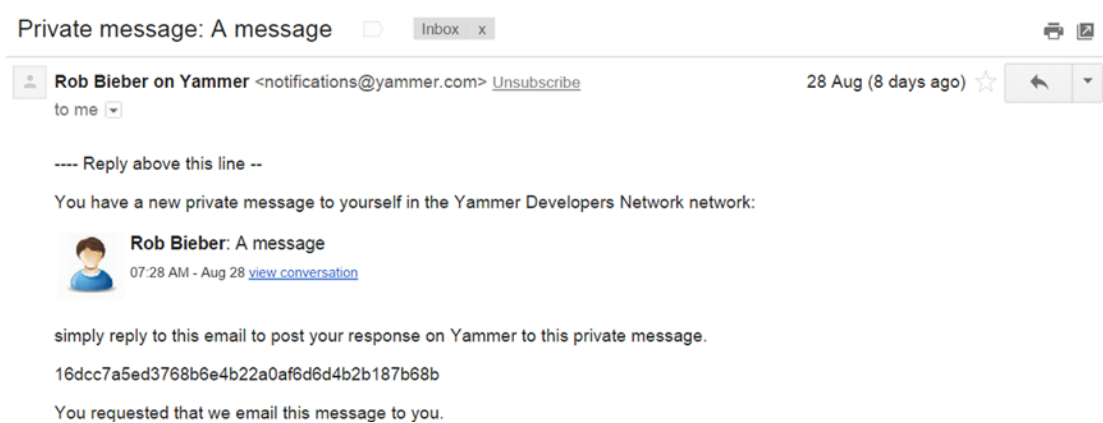 Private message: A message Inbox x
Rob Bieber on Yammer <notifications@yammer.com> Unsubscribe 28 Aug (8 days ago)
to me
---- Reply above this line --
You have a new private message to yourself in the Yammer Developers Network network:
Rob Bieber: A message
07:28 AM - Aug 28 view conversation
simply reply to this email to post your response on Yammer to this private message.
16dcc7a5ed3768b6e4b22a0af6d6d4b2b187b68b
You requested that we email this message to you.